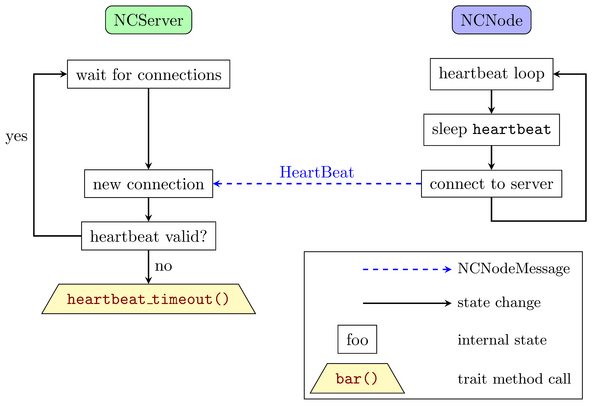 NCServer
NCNode
wait for connections
heartbeat loop
yes
sleep heartbeat
HeartBeat
new connection
connect to server
heartbeat valid?
no
heartbeat_timeout()
NCNodeMessage
state change
foo
internal state
bar()
trait method call